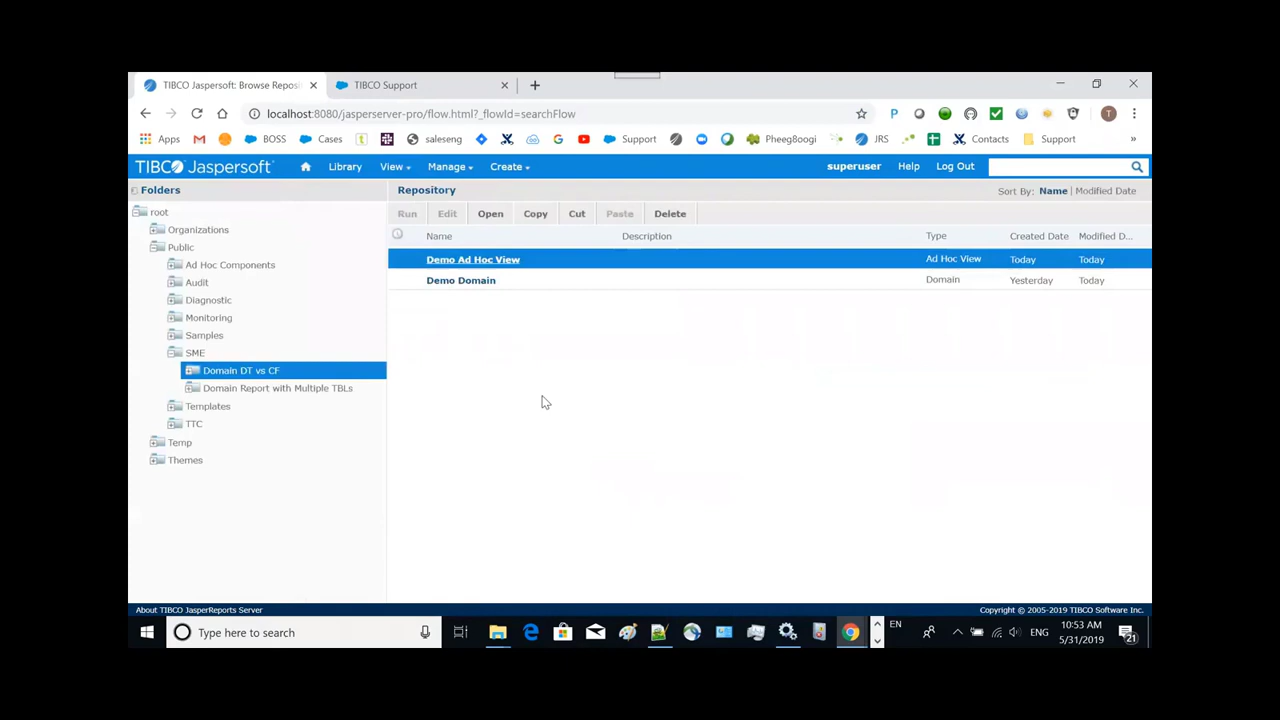 TIBCO Jaspersoft: Browse Repos
TIBCO Support
localhost:8080/jasperserver-pro/flow.html?_flowId=searchFlow
Apps BOSS Cases saleseng Support Pheeg8oogi JRS Contacts Support »
TIBCO Jaspersoft Library View Manage Create superuser Help Log Out
Folders
root
Organizations
Public
Ad Hoc Components
Audit
Diagnostic
Monitoring
Samples
SME
Domain DT vs CF
Domain Report with Multiple TBLs
Templates
TTC
Temp
Themes
Repository
Sort By: Name | Modified Date
Run Edit Open Copy Cut Paste Delete
Name Description Type Created Date Modified D...
Demo Ad Hoc View Ad Hoc View Today Today
Demo Domain Domain Yesterday Today
About TIBCO JasperReports Server
Copyright © 2005-2019 TIBCO Software Inc.
Type here to search
EN
ENG
10:53 AM
5/31/2019
21